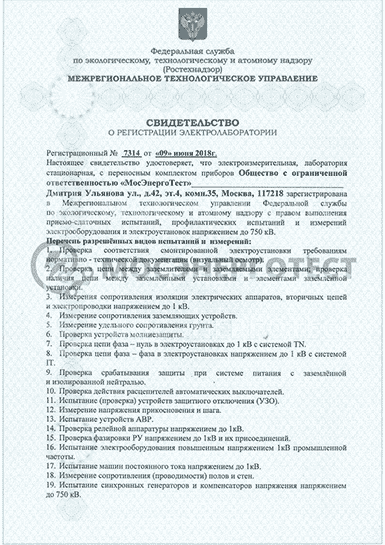 Федеральная служба
по экологическому, технологическому и атомному надзору
(Ростехнадзор)
МЕЖРЕГИОНАЛЬНОЕ ТЕХНОЛОГИЧЕСКОЕ УПРАВЛЕНИЕ
СВИДЕТЕЛЬСТВО
О РЕГИСТРАЦИИ ЭЛЕКТРОЛАБОРАТОРИИ
Регистрационный № 7314 от «09» июня 2018г.
Настоящее свидетельство удостоверяет, что электроизмерительная, лаборатория
стационарная, с переносным комплектом приборов Общество с ограниченной
ответственностью «МосЭнергоТест»
Дмитрия Ульянова ул., д.42, эт.4, комн.35, Москва, 117218 зарегистрирована
в Межрегиональном технологическом управлении Федеральной службы
по экологическому, технологическому и атомному надзору с правом выполнения
приемо-сдаточных испытаний, профилактических испытаний и измерений
электрооборудования и электроустановок напряжением до 750 кВ.
Перечень разрешённых видов испытаний и измерений:
1. Проверка соответствия смонтированной электроустановки требованиям
нормативно - технической документации (визуальный осмотр).
2. Проверка цепи между заземлителями и заземляемыми элементами, проверка
наличия цепи между заземленными установками и элементами заземленной
установки.
3. Измерения сопротивления изоляции электрических аппаратов, вторичных цепей
и электропроводки напряжением до 1 кВ.
4. Измерение сопротивления заземляющих устройств.
5. Измерение удельного сопротивления грунта.
6. Проверка устройств молниезащиты.
7. Проверка цепи фаза – нуль в электроустановках до 1 кВ с системой TN.
8. Проверка цепи фаза – фаза в электроустановках напряжением до 1 кВ с системой
IT.
9. Проверка срабатывания защиты при системе питания с заземлённой
и изолированной нейтралью.
10. Проверка действия расцепителей автоматических выключателей.
11. Испытание (проверка) устройств защитного отключения (УЗО).
12. Измерение напряжения прикосновения и шага.
13. Испытание устройств АВР.
14. Проверка релейной аппаратуры напряжением до 1кВ.
15. Проверка фазировки РУ напряжением до 1кВ и их присоединений.
16. Испытание электрооборудования повышенным напряжением 1кВ промышленной
частоты.
17. Испытание машин постоянного тока напряжением до 1кВ.
18. Измерение сопротивления (проводимости) полов и стен.
19. Испытание синхронных генераторов и компенсаторов напряжения напряжением
до 750 кВ.
МОСЭНЕРГОТЕСТ